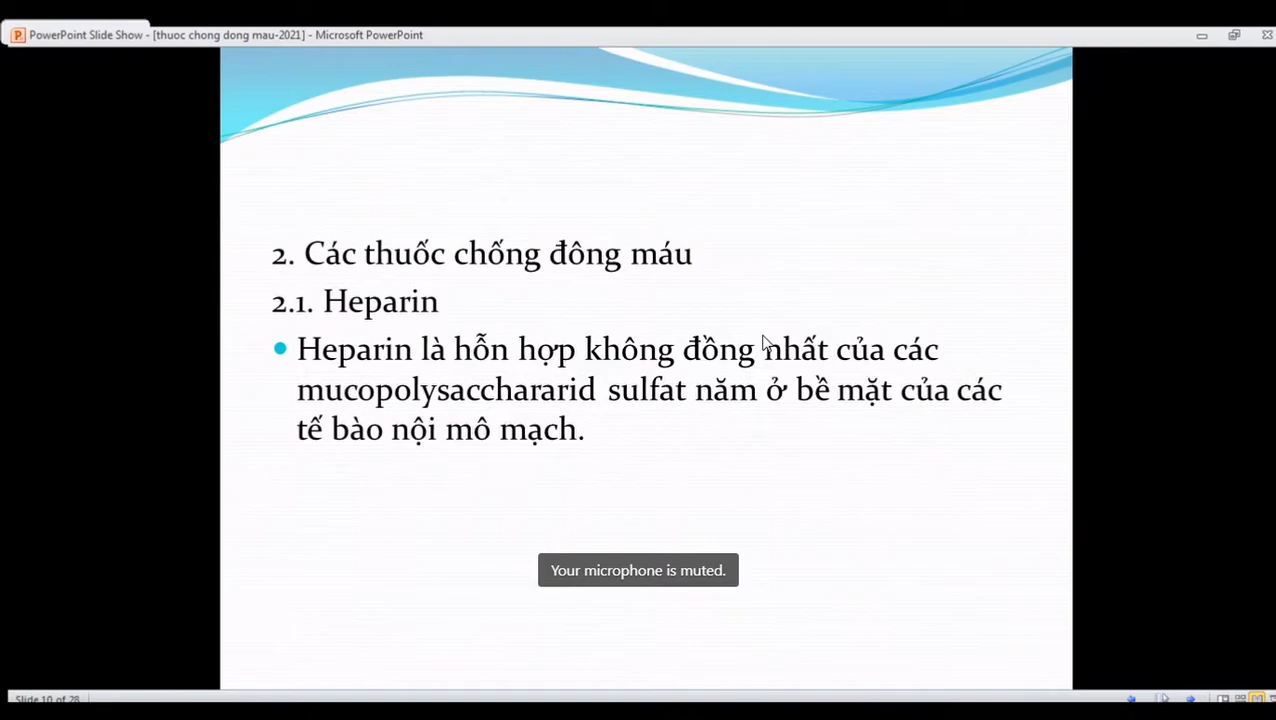 PowerPoint Slide Show - [thuoc chong dong mau-2021] - Microsoft PowerPoint
2. Các thuốc chống đông máu
2.1. Heparin
Heparin là hỗn hợp không đồng nhất của các
mucopolysacchararid sulfat năm ở bề mặt của các
tế bào nội mô mạch.
Your microphone is muted.
Slide 10 of 28